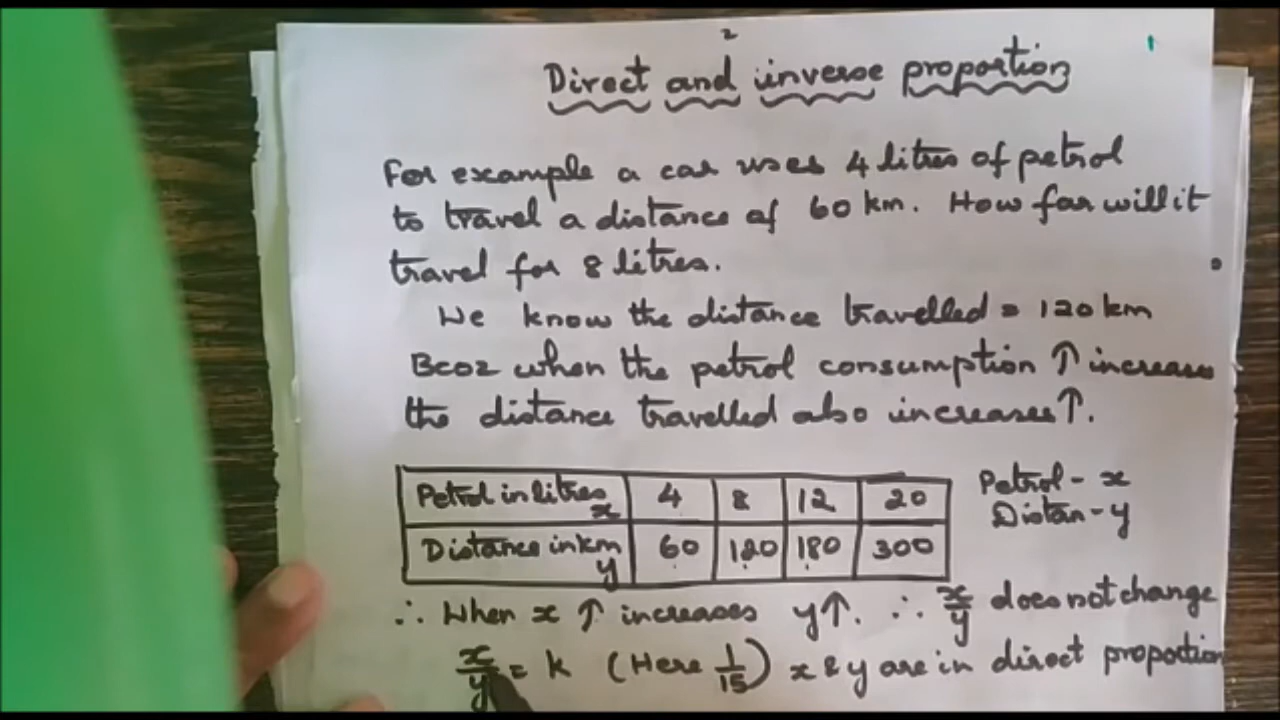 Direct and inverse proportion
For example a car uses 4 litres of petrol
to travel a distance of 60 km. How far will it
travel for 8 litres.
We know the distance travelled = 120 km
Bcoz when the petrol consumption ↑ increases
the distance travelled also increases ↑.
Petrol in litres x 4 8 12 20
Distance in km y 60 120 180 300
Petrol - x
Distan - y
∴ When x ↑ increases y ↑. ∴ x/y does not change
x/y = k (Here 1/15) x & y are in direct proportion